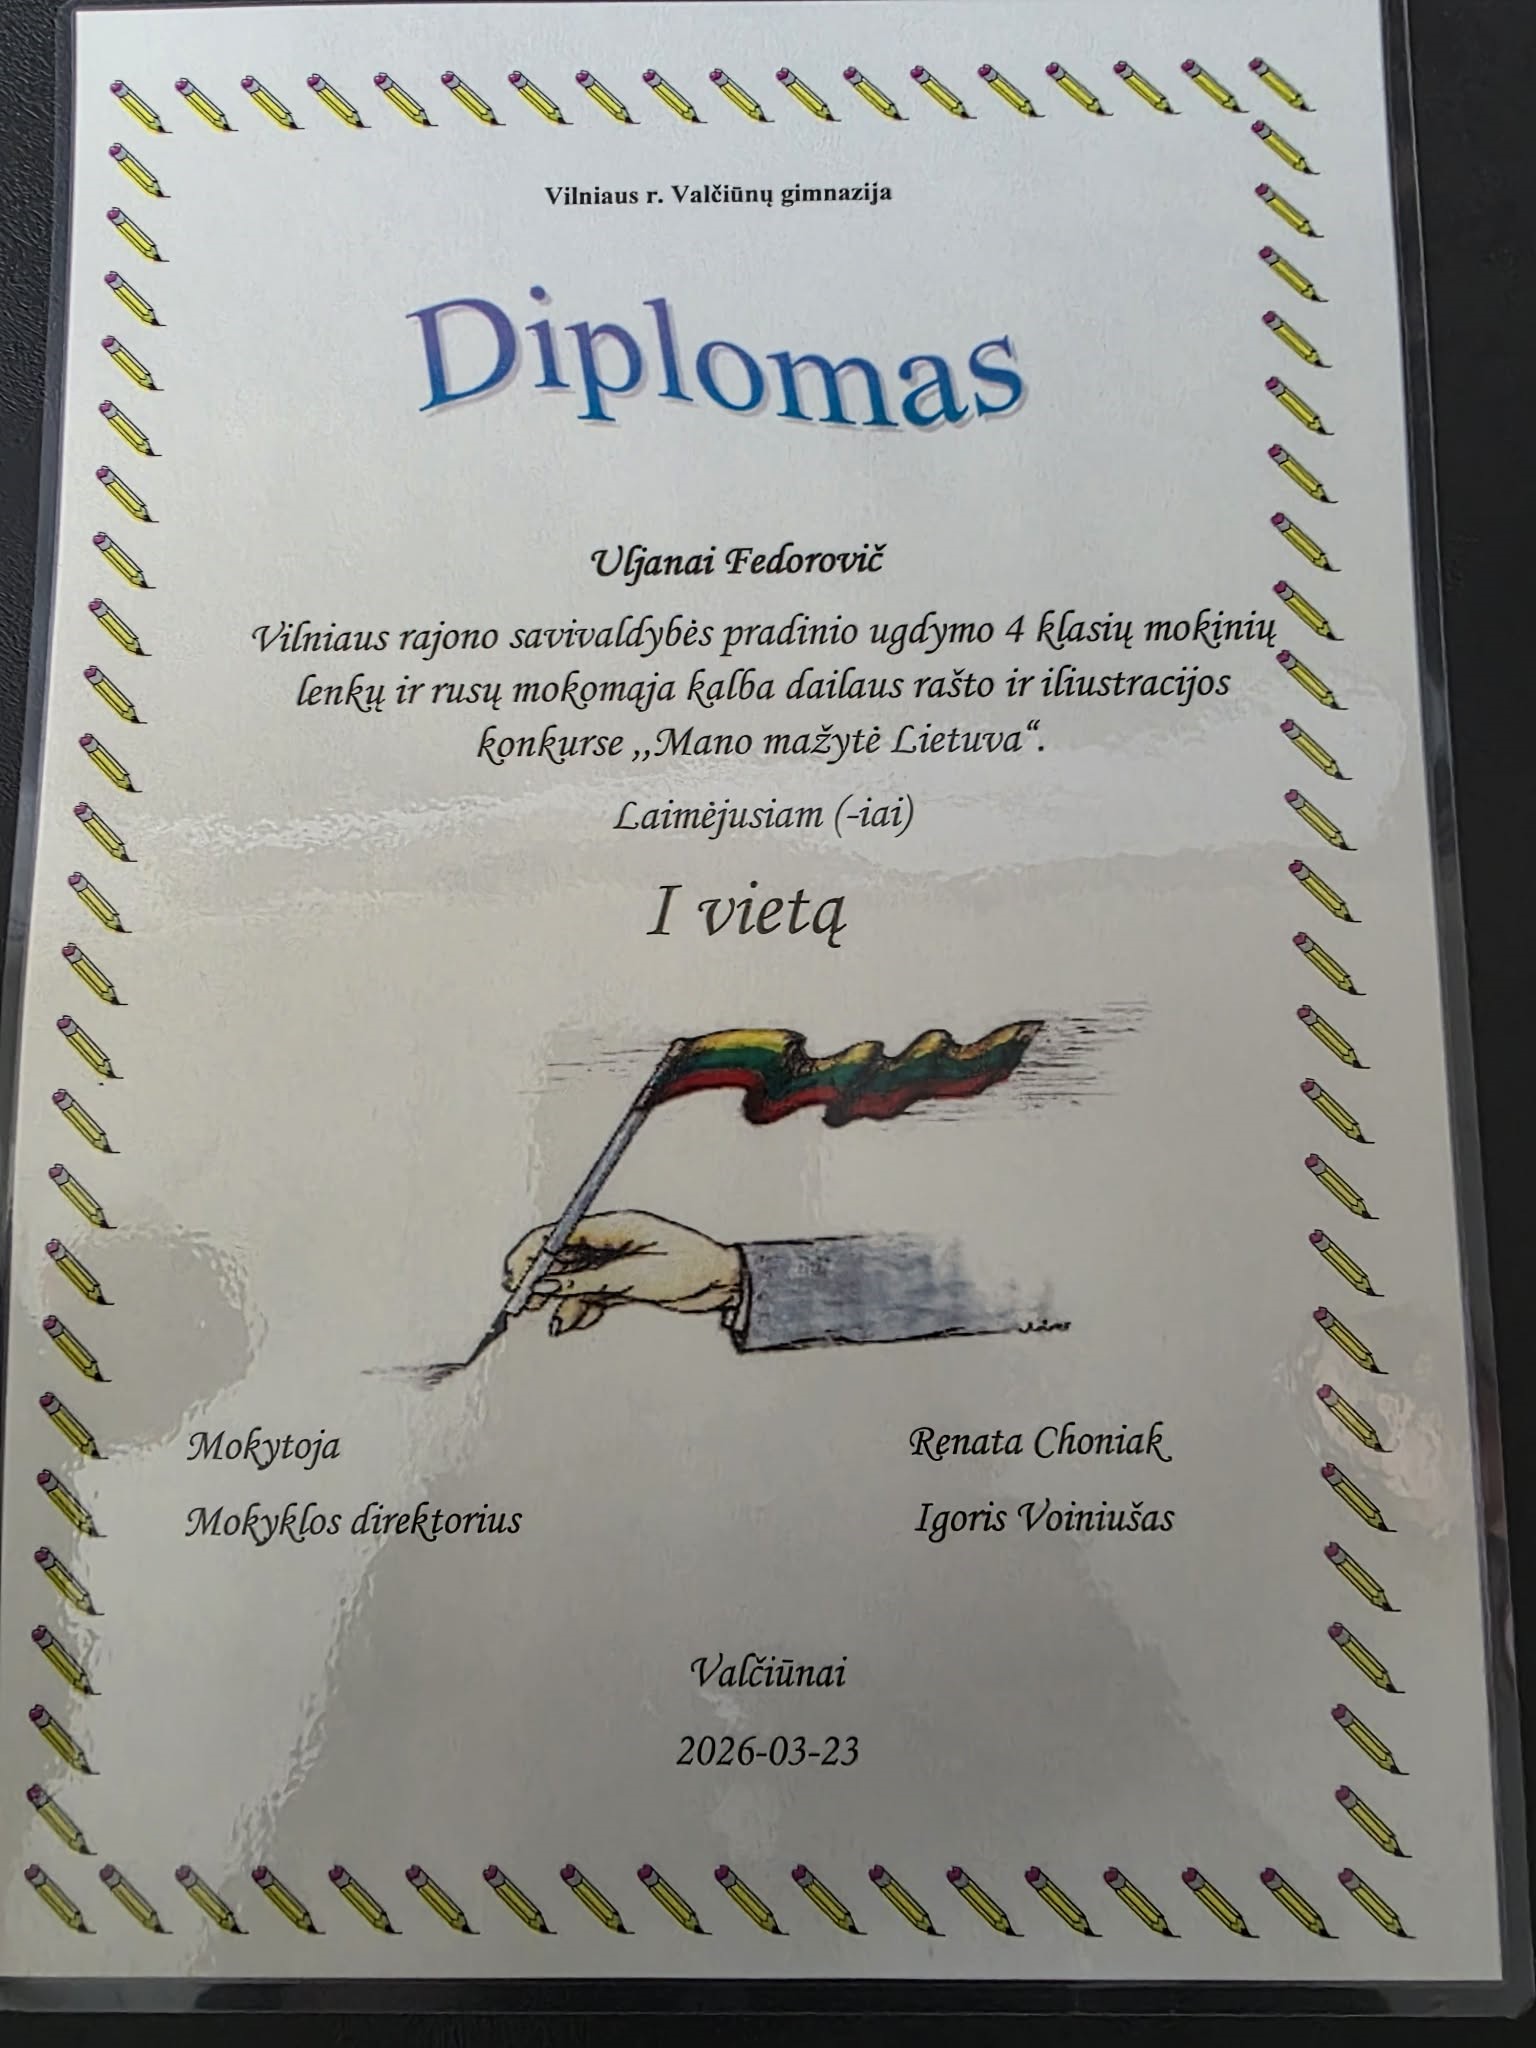 Vilniaus r. Valčiūnų gimnazija
Diplomas
Uljanai Fedorovič
Vilniaus rajono savivaldybės pradinio ugdymo 4 klasių mokinių
lenkų ir rusų mokomąja kalba dailaus rašto ir iliustracijos
konkurse ,,Mano mažytė Lietuva“.
Laimėjusiam (-iai)
I vietą
Mokytoja Renata Choniak
Mokyklos direktorius Igoris Voiniušas
Valčiūnai
2026-03-23